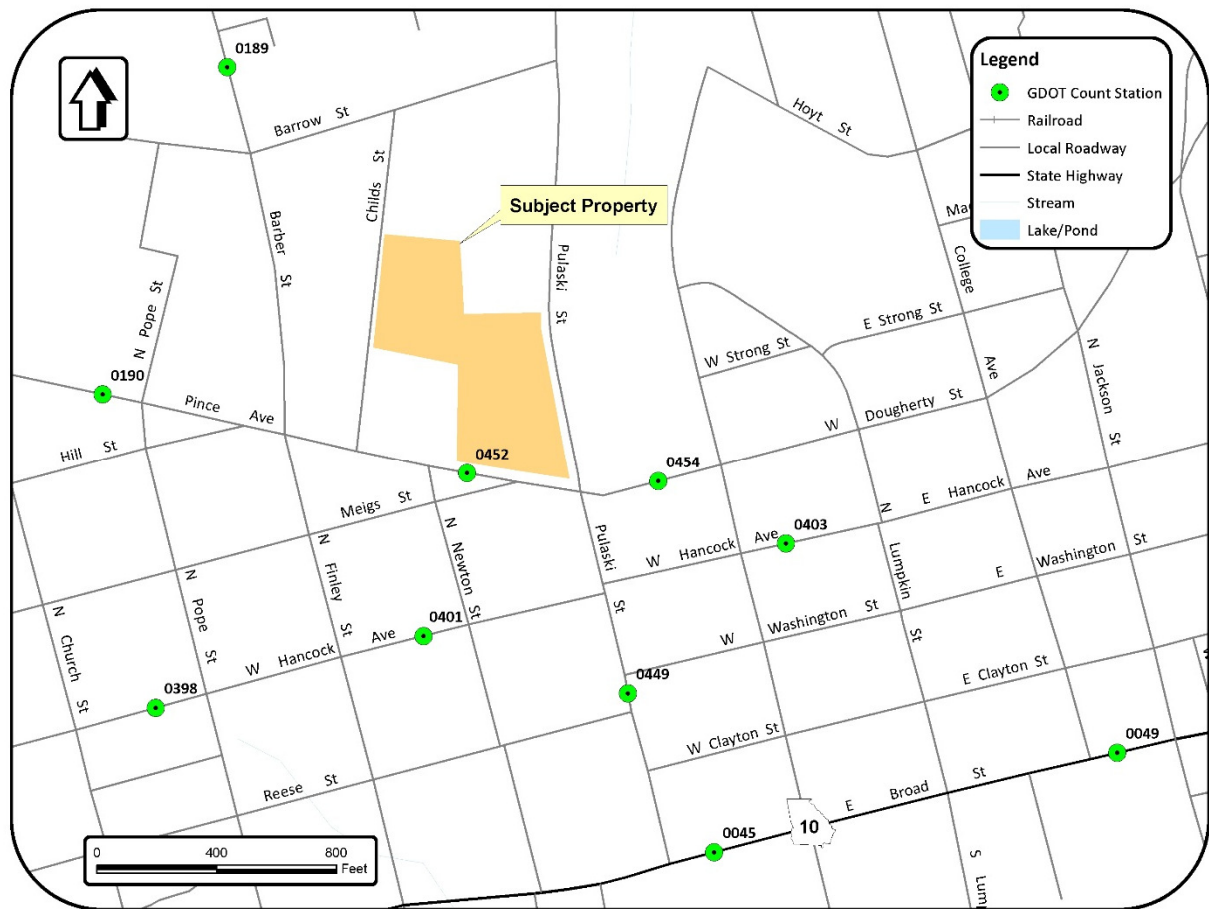 0189
Legend
GDOT Count Station
Railroad
Local Roadway
State Highway
Stream
Lake/Pond
Hoyt St
Barrow St
Childs St
Subject Property
Barber St
Pulaski St
College Ave
N Pope St
E Strong St
W Strong St
N Jackson St
0190
Pince Ave
W Dougherty St
Hill St
0452
0454
Meigs St
E Hancock Ave
N Newton St
0403
W Hancock Ave
Pulaski St
N Lumpkin St
E Washington St
N Finley St
N Pope St
N Church St
0401
W Washington St
W Hancock Ave
0398
0449
E Clayton St
W Clayton St
0049
Reese St
E Broad St
10
0045
0 400 800
Feet
S Lum